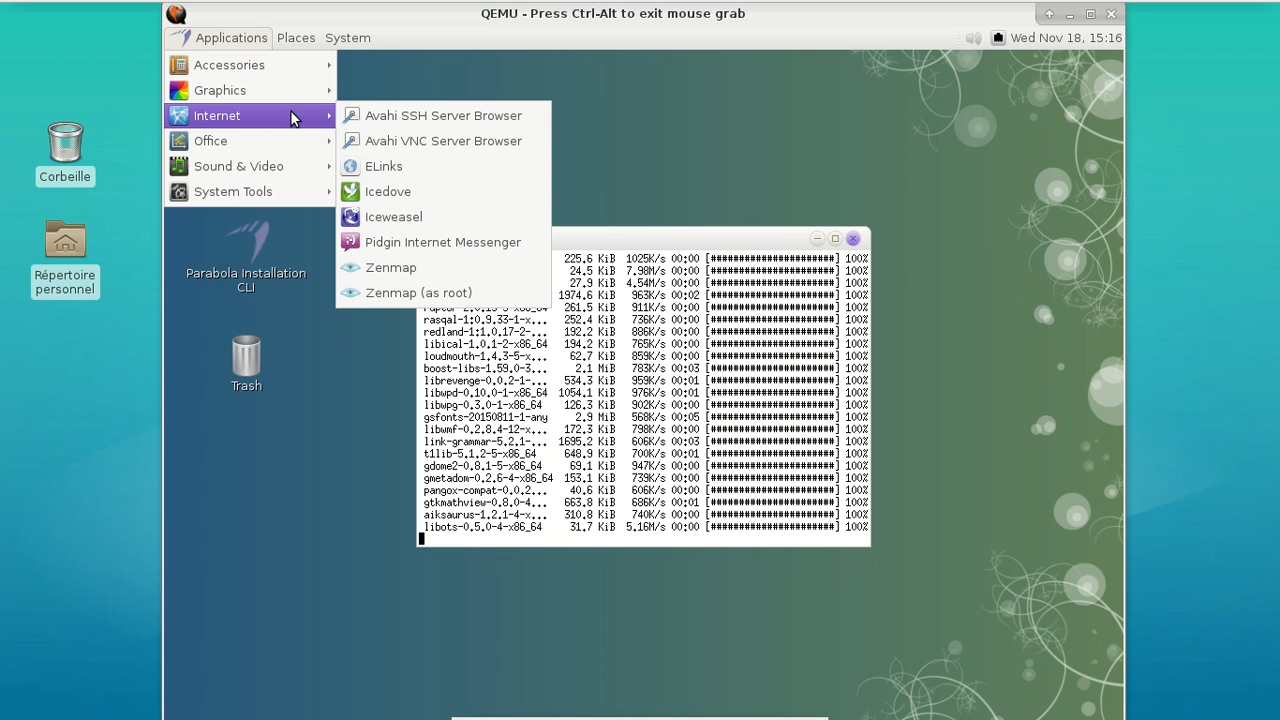 QEMU - Press Ctrl-Alt to exit mouse grab
Applications Places System
Wed Nov 18, 15:16
Accessories
Graphics
Internet
Office
Sound & Video
System Tools
Avahi SSH Server Browser
Avahi VNC Server Browser
ELinks
Icedove
Iceweasel
Pidgin Internet Messenger
Zenmap
Zenmap (as root)
Corbeille
Répertoire
personnel
Parabola Installation
CLI
Trash
225.6 KiB 1025K/s 00:00 [######################] 100%
24.5 KiB 7.98M/s 00:00 [######################] 100%
27.9 KiB 4.54M/s 00:00 [######################] 100%
1974.6 KiB 963K/s 00:02 [######################] 100%
261.5 KiB 911K/s 00:00 [######################] 100%
rasqal-1:0.9.33-1-x... 252.4 KiB 736K/s 00:00 [######################] 100%
redland-1:1.0.17-2-... 192.2 KiB 886K/s 00:00 [######################] 100%
libical-1.0.1-2-x86_64 194.2 KiB 765K/s 00:00 [######################] 100%
loudmouth-1.4.3-5-x... 62.7 KiB 859K/s 00:00 [######################] 100%
boost-libs-1.59.0-3... 2.1 MiB 783K/s 00:03 [######################] 100%
librevenge-0.0.2-1-... 534.3 KiB 959K/s 00:01 [######################] 100%
libwpd-0.10.0-1-x86_64 1054.1 KiB 976K/s 00:01 [######################] 100%
libwpg-0.3.0-1-x86_64 126.3 KiB 902K/s 00:00 [######################] 100%
gsfonts-20150811-1-any 2.9 MiB 568K/s 00:05 [######################] 100%
libwmf-0.2.8.4-12-x... 172.3 KiB 798K/s 00:00 [######################] 100%
link-grammar-5.2.1-... 1695.2 KiB 606K/s 00:03 [######################] 100%
t1lib-5.1.2-5-x86_64 648.9 KiB 700K/s 00:01 [######################] 100%
gdome2-0.8.1-5-x86_64 69.1 KiB 947K/s 00:00 [######################] 100%
gmetadom-0.2.6-4-x86_64 153.1 KiB 739K/s 00:00 [######################] 100%
pangox-compat-0.0.2... 40.6 KiB 606K/s 00:00 [######################] 100%
gtkmathview-0.8.0-4... 663.8 KiB 686K/s 00:01 [######################] 100%
aiksaurus-1.2.1-4-x... 310.8 KiB 740K/s 00:00 [######################] 100%
libots-0.5.0-4-x86_64 31.7 KiB 5.16M/s 00:00 [######################] 100%